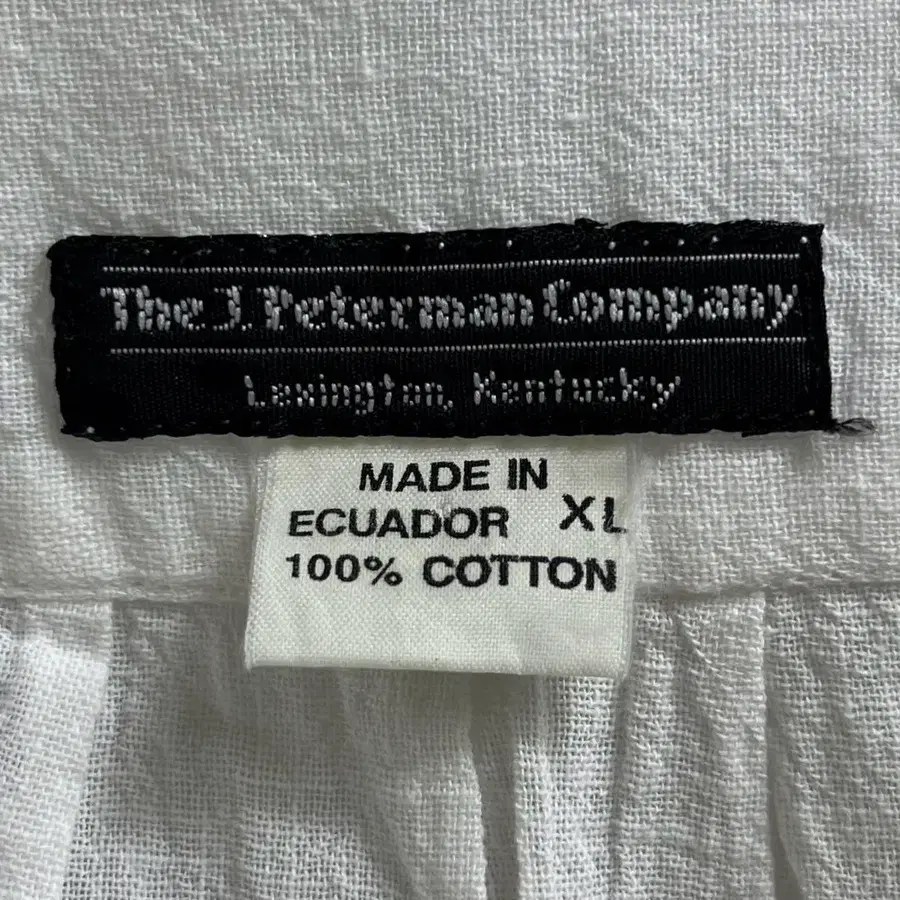 The J. Peterman Company
Lexington, Kentucky
MADE IN
ECUADOR XL
100% COTTON